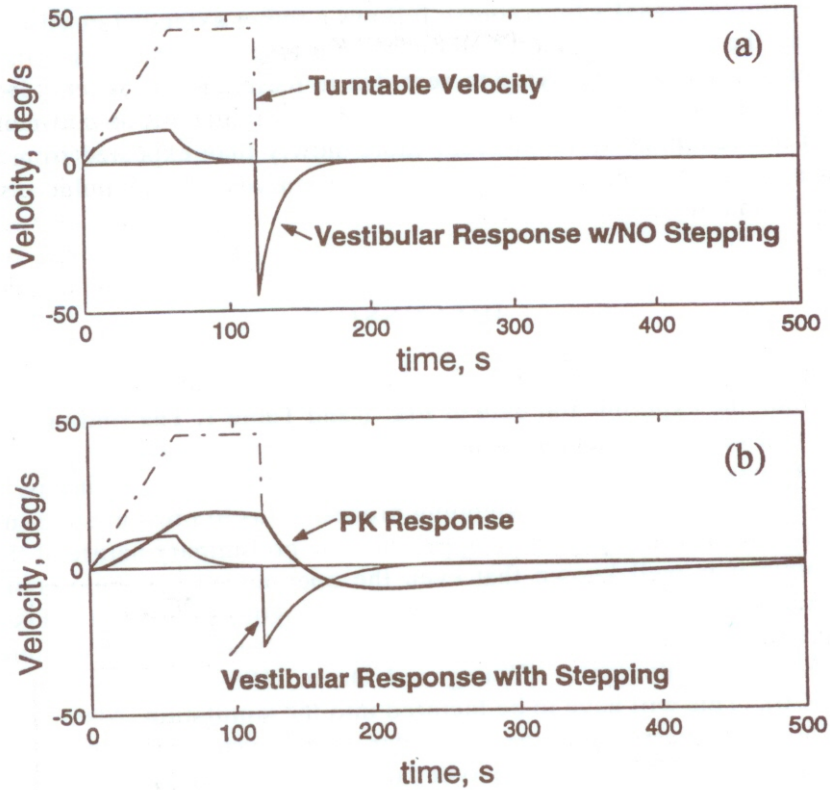 50
(a)
Turntable Velocity
Velocity, deg/s
0
Vestibular Response w/NO Stepping
-50
0 100 200 300 400 500
time, s
50
(b)
PK Response
Velocity, deg/s
0
Vestibular Response with Stepping
-50
0 100 200 300 400 500
time, s